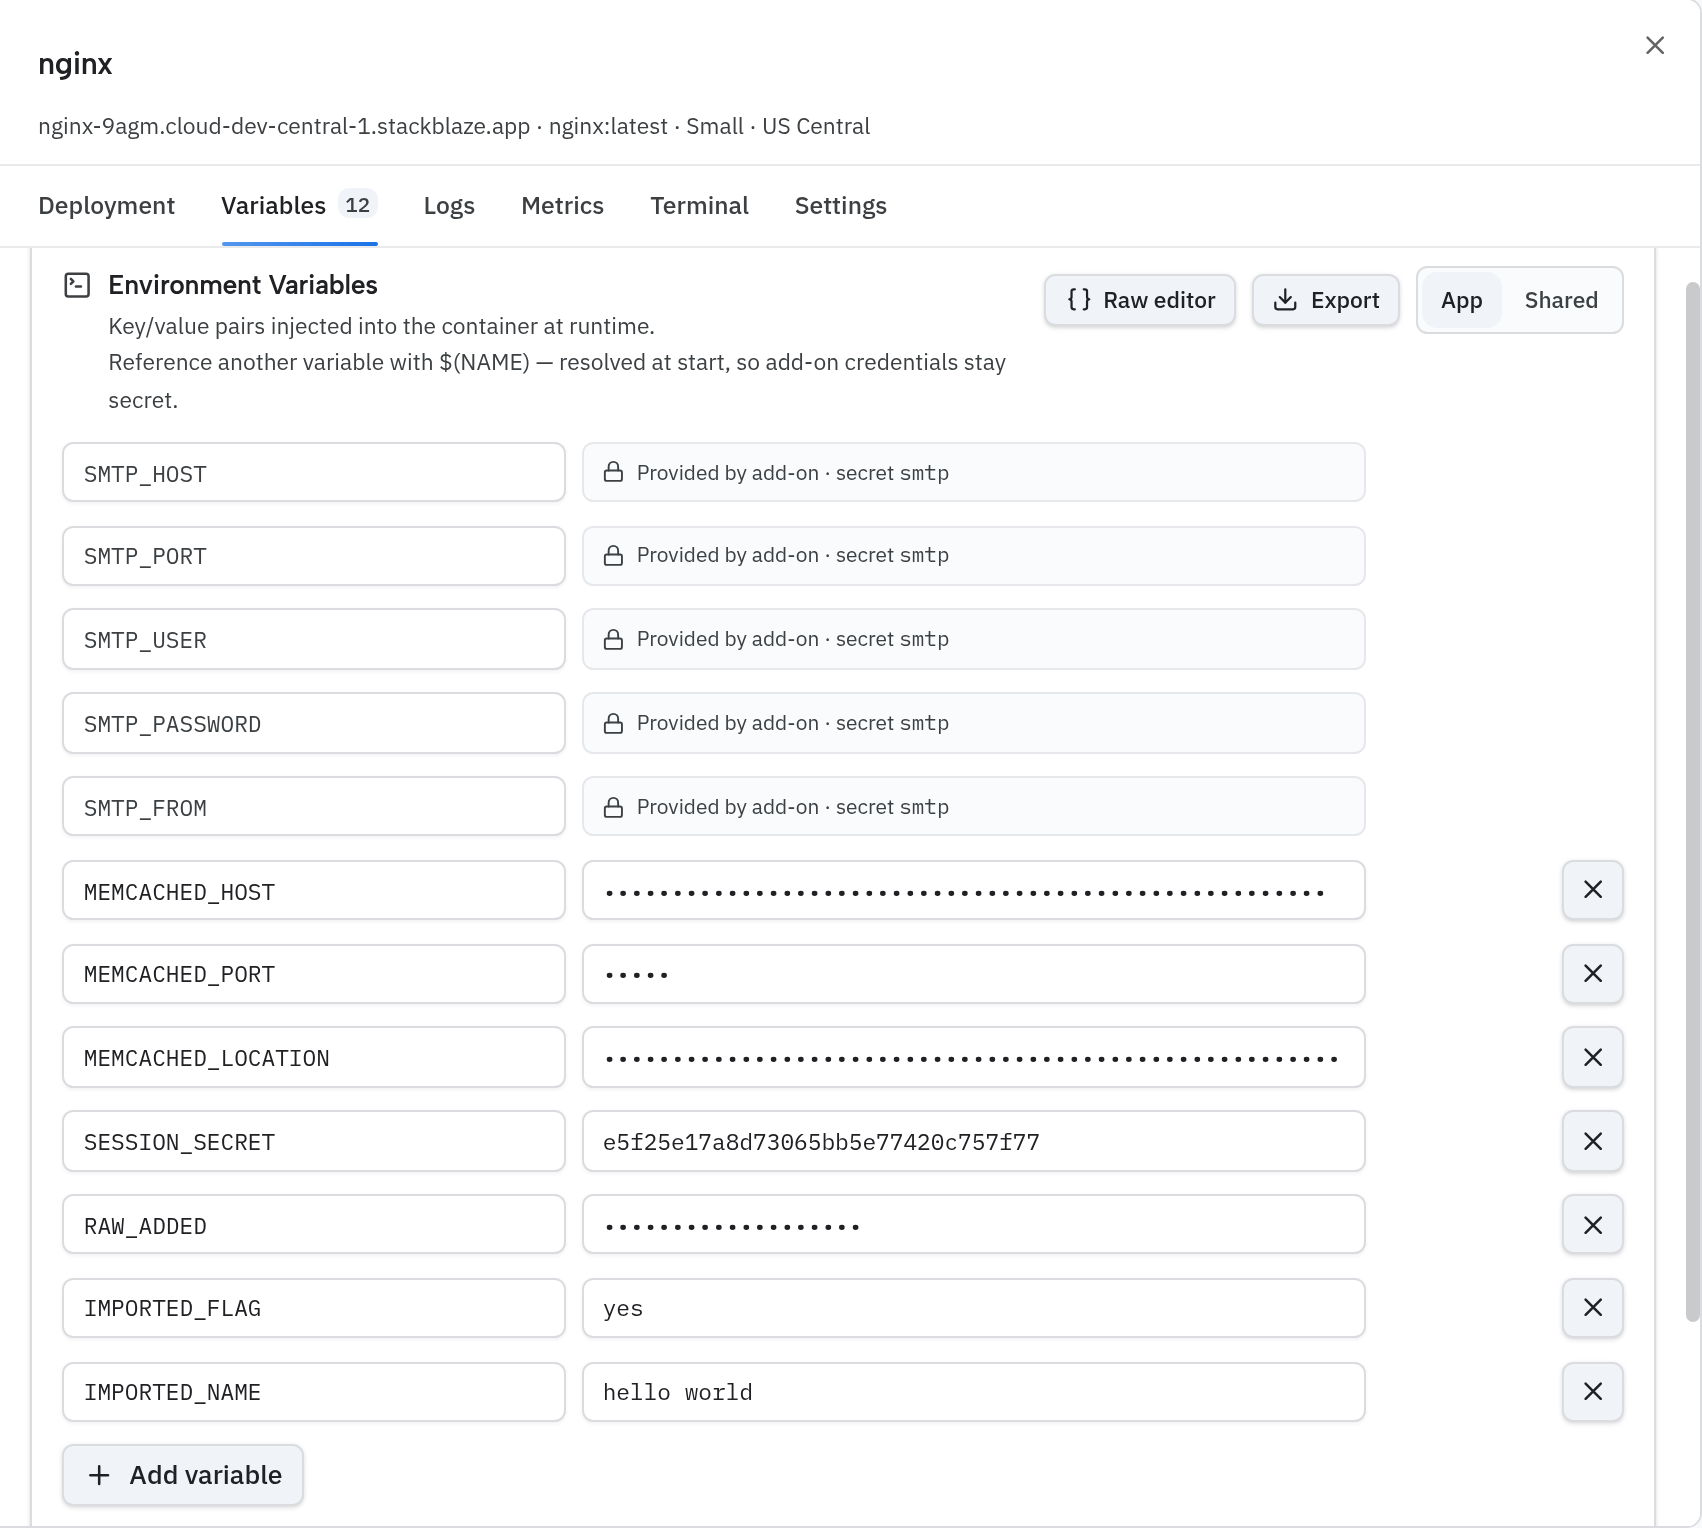 nginx
nginx-9agm.cloud-dev-central-1.stackblaze.app · nginx:latest · Small · US Central
Deployment Variables 12 Logs Metrics Terminal Settings
Environment Variables
Key/value pairs injected into the container at runtime.
Reference another variable with $(NAME) — resolved at start, so add-on credentials stay
secret.
{} Raw editor Export App Shared
SMTP_HOST Provided by add-on · secret smtp
SMTP_PORT Provided by add-on · secret smtp
SMTP_USER Provided by add-on · secret smtp
SMTP_PASSWORD Provided by add-on · secret smtp
SMTP_FROM Provided by add-on · secret smtp
MEMCACHED_HOST
MEMCACHED_PORT
MEMCACHED_LOCATION
SESSION_SECRET e5f25e17a8d73065bb5e77420c757f77
RAW_ADDED
IMPORTED_FLAG yes
IMPORTED_NAME hello world
+ Add variable